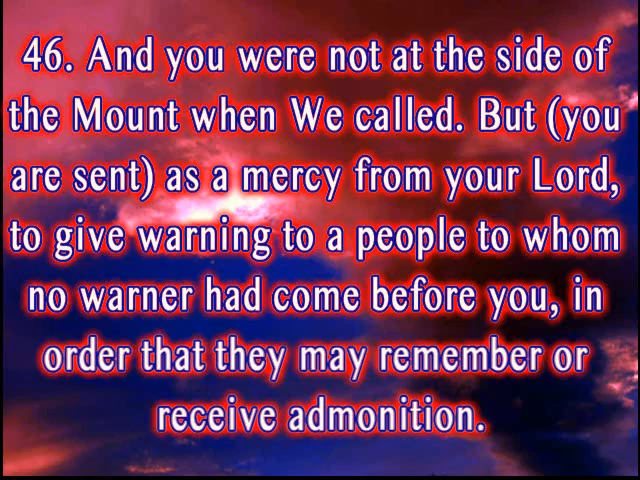 46. And you were not at the side of
the Mount when We called. But (you
are sent) as a mercy from your Lord,
to give warning to a people to whom
no warner had come before you, in
order that they may remember or
receive admonition.